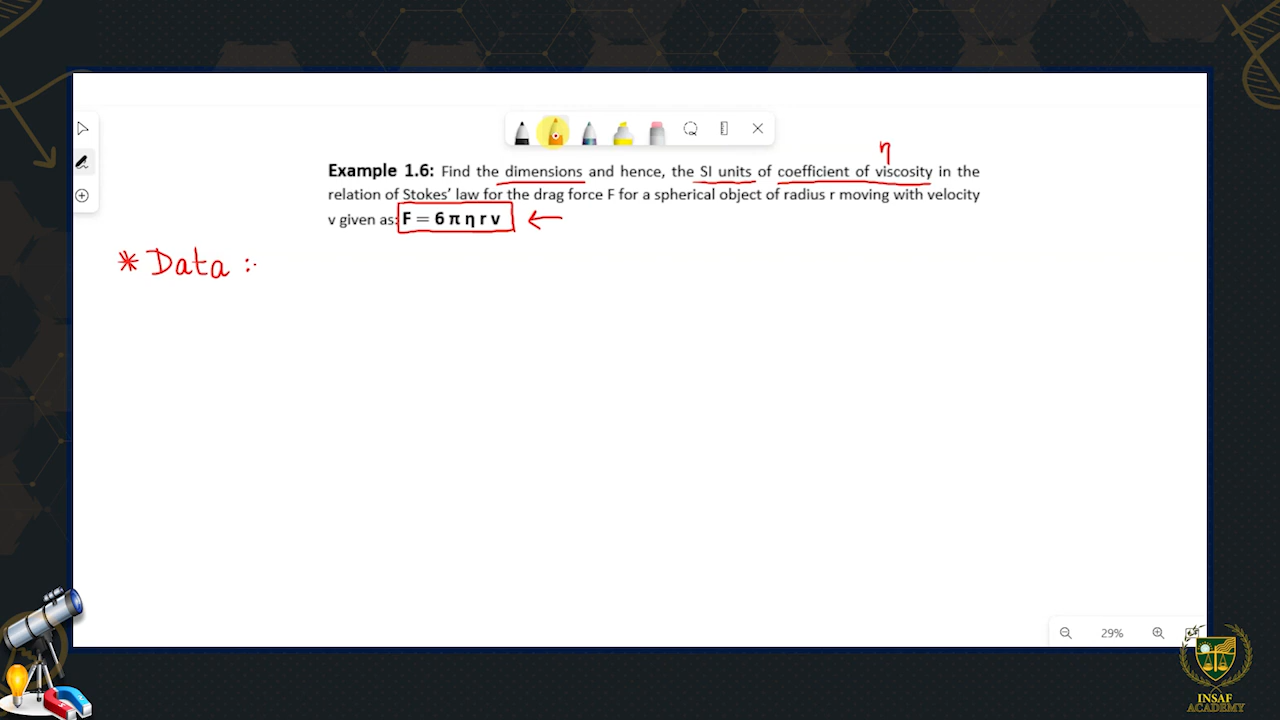 η
Example 1.6: Find the dimensions and hence, the SI units of coefficient of viscosity in the
relation of Stokes' law for the drag force F for a spherical object of radius r moving with velocity
v given as: F = 6 π η r v ←
* Data :-
29%
INSAF
ACADEMY